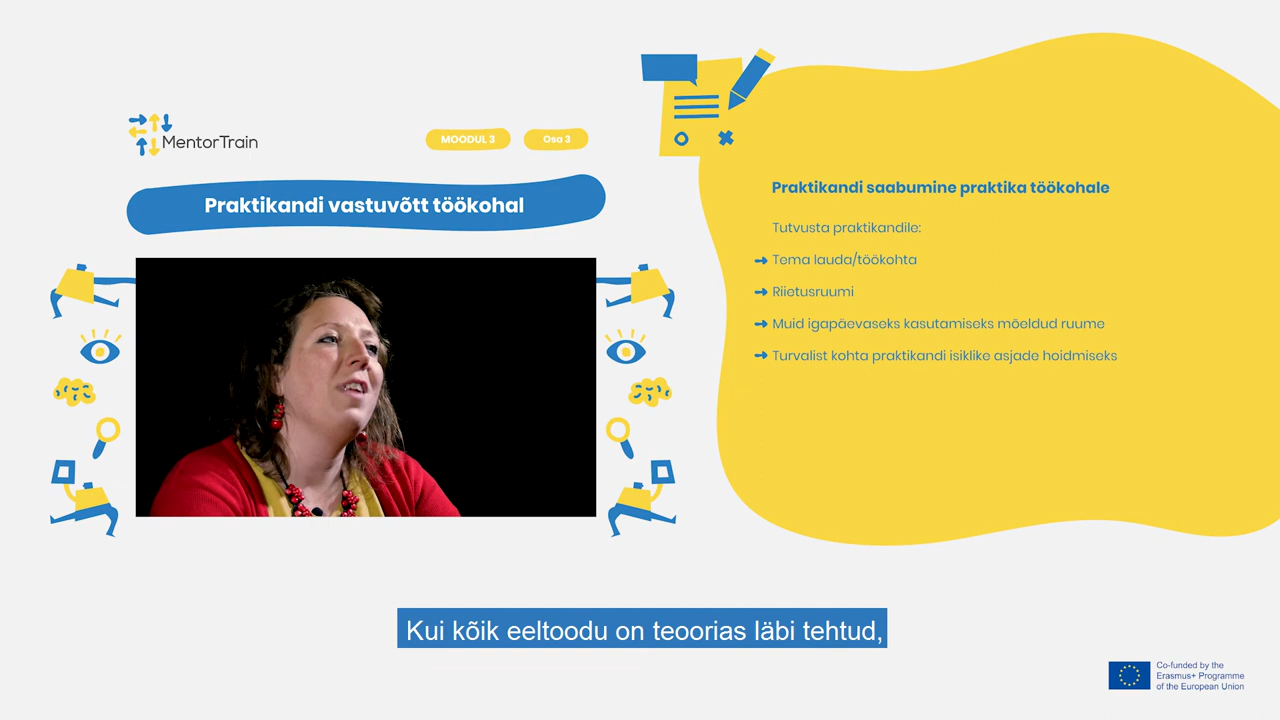 MentorTrain
MOODUL 3
Osa 3
Praktikandi vastuvõtt töökohal
Praktikandi saabumine praktika töökohale
Tutvusta praktikandile:
Tema lauda/töökohta
Riietusruumi
Muid igapäevaseks kasutamiseks mõeldud ruume
Turvalist kohta praktikandi isiklike asjade hoidmiseks
Kui kõik eeltoodu on teoorias läbi tehtud,
Co-funded by the
Erasmus+ Programme
of the European Union